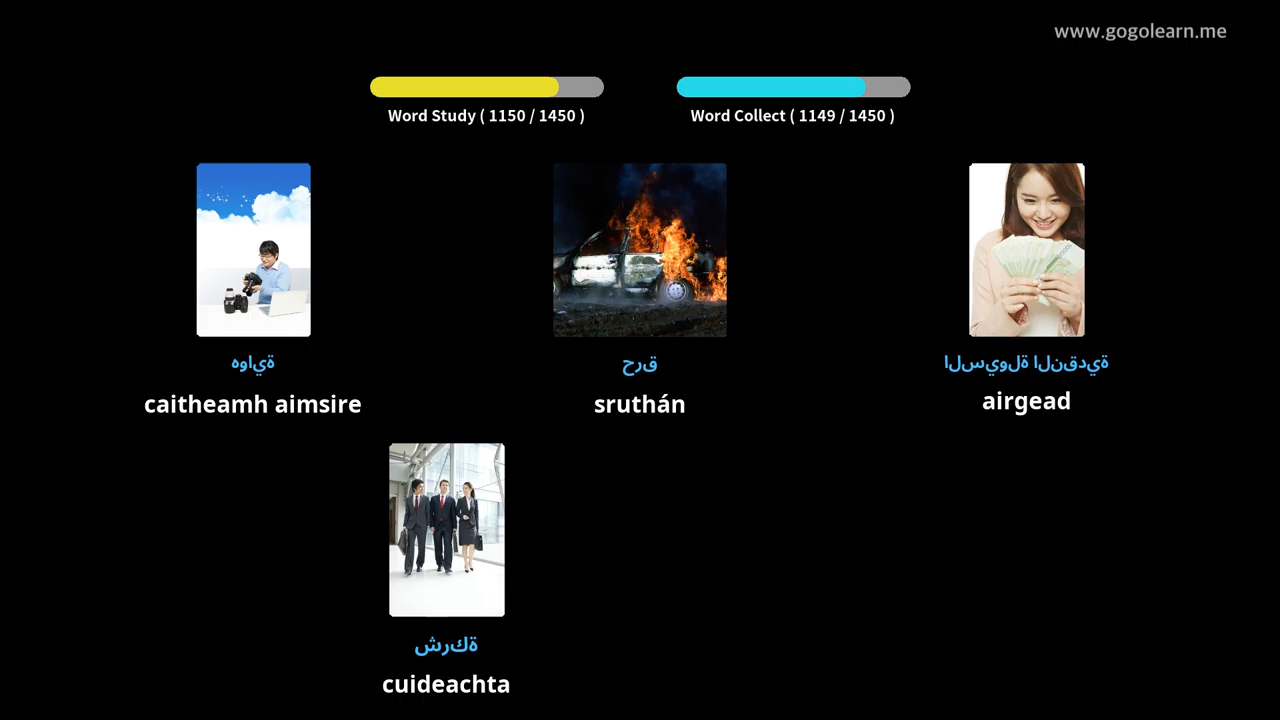 www.gogolearn.me
Word Study ( 1150 / 1450 )
Word Collect ( 1149 / 1450 )
هواية
caitheamh aimsire
حرق
sruthán
السيولة النقدية
airgead
شركة
cuideachta